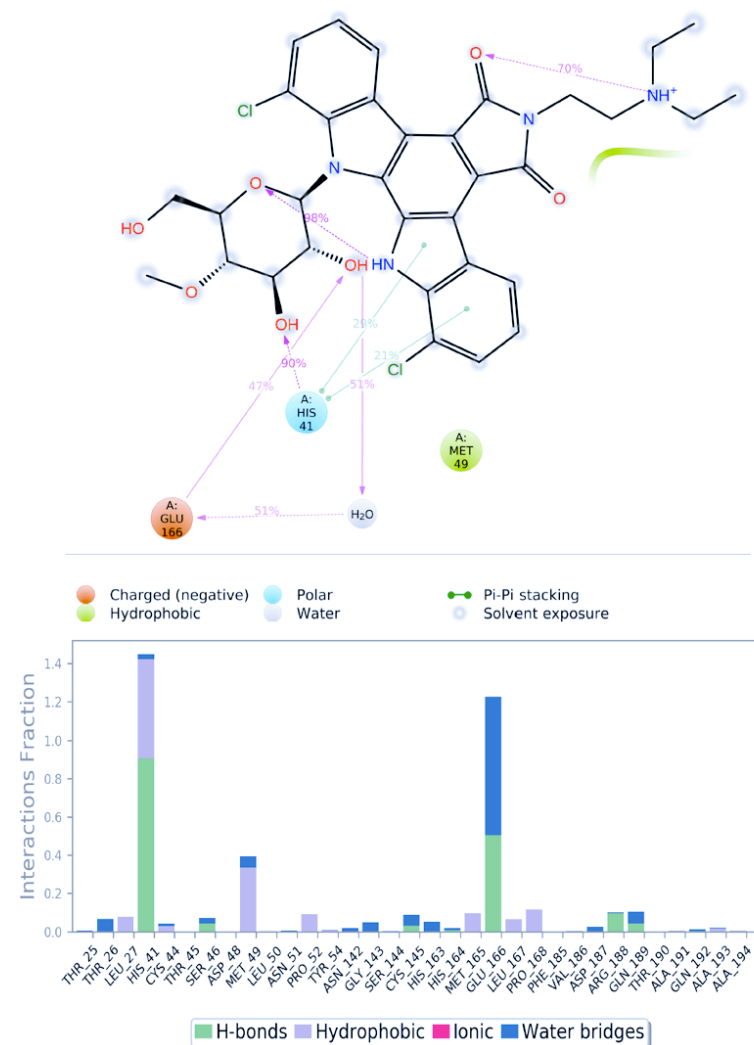 O
70%
Cl
NH⁺
N
N
O
O
98%
HO
OH
HN
O
OH
29%
90%
21%
47%
Cl
51%
A:
HIS
41
A:
MET
49
A:
GLU
166
51%
H₂O
Charged (negative)
Polar
Pi-Pi stacking
Hydrophobic
Water
Solvent exposure
Interactions Fraction
1.4
1.2
1.0
0.8
0.6
0.4
0.2
0.0
THR_25
THR_26
LEU_27
HIS_41
CYS_44
THR_45
SER_46
ASP_48
MET_49
LEU_50
ASN_51
PRO_52
TYR_54
ASN_142
GLY_143
SER_144
CYS_145
HIS_163
HIS_164
MET_165
GLU_166
LEU_167
PRO_168
PHE_185
VAL_186
ASP_187
ARG_188
GLN_189
THR_190
ALA_191
GLN_192
ALA_193
ALA_194
H-bonds
Hydrophobic
Ionic
Water bridges